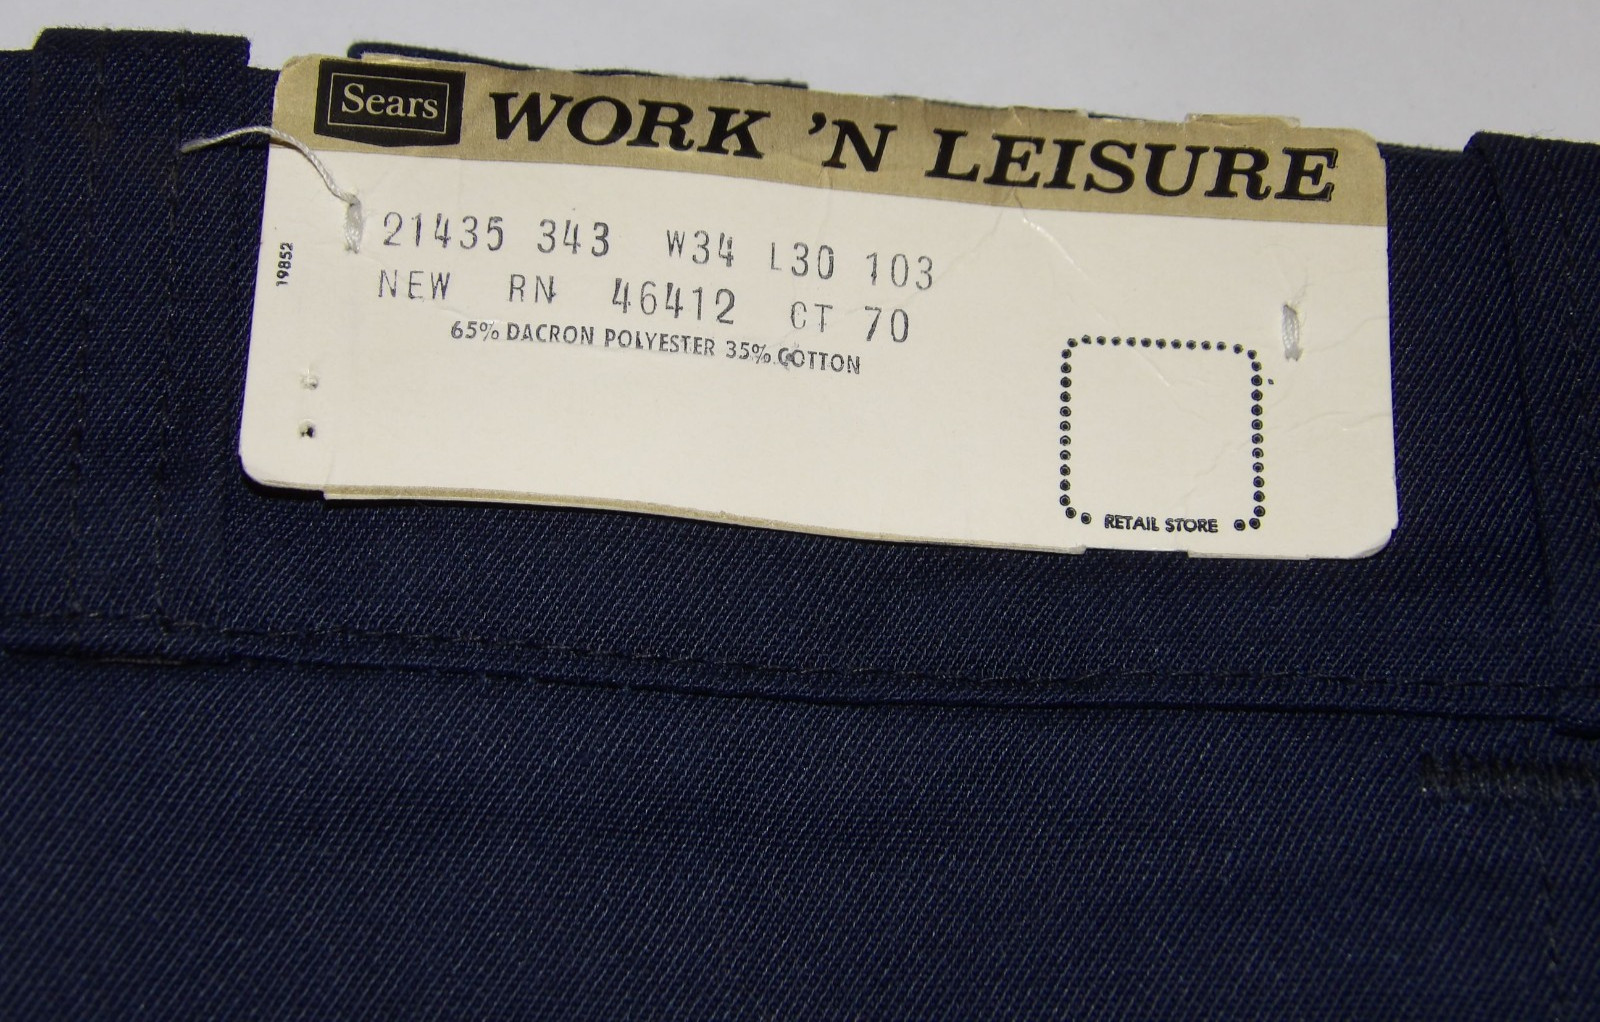 Sears WORK 'N LEISURE
21435 343 W34 L30 103
NEW RN 46412 CT 70
65% DACRON POLYESTER 35% COTTON
19852
RETAIL STORE